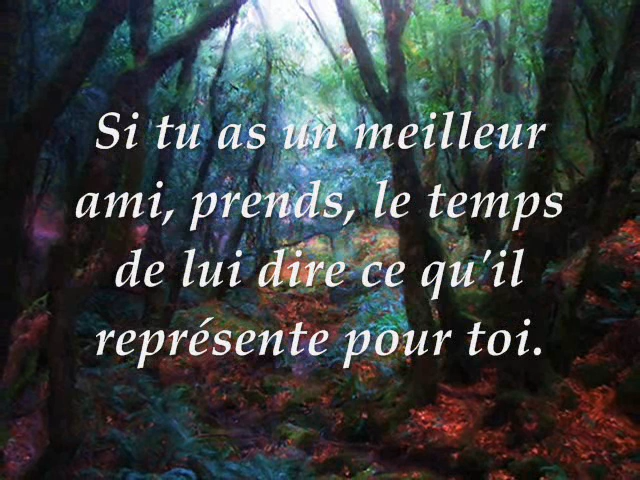 Si tu as un meilleur
ami, prends, le temps
de lui dire ce qu'il
représente pour toi.